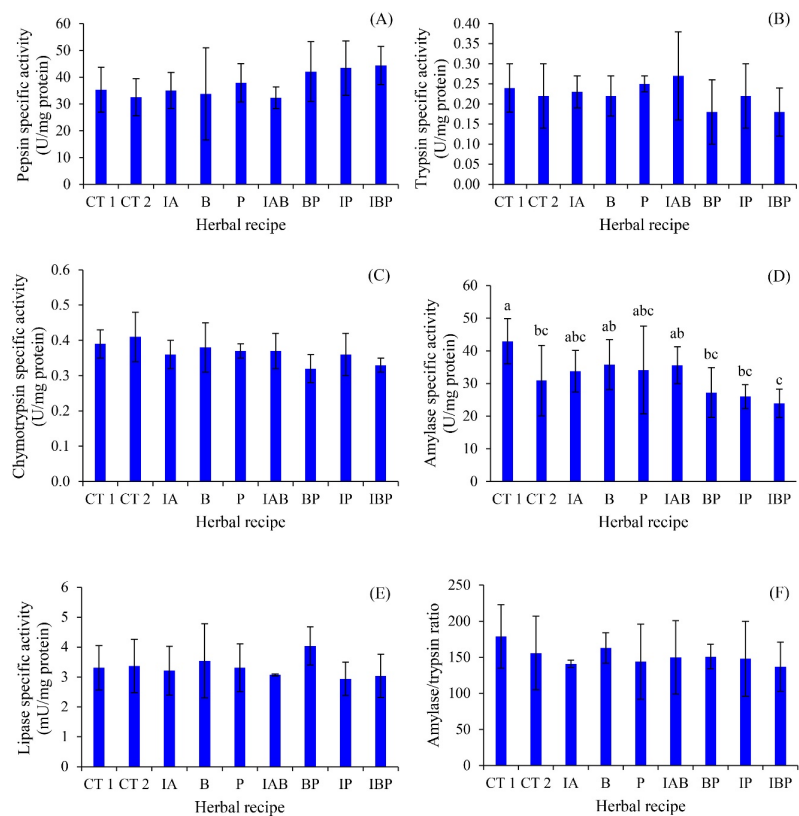 (A)
Pepsin specific activity
(U/mg protein)
60
50
40
30
20
10
0
CT 1 CT 2 IA B P IAB BP IP IBP
Herbal recipe
(B)
Trypsin specific activity
(U/mg protein)
0.40
0.35
0.30
0.25
0.20
0.15
0.10
0.05
0.00
CT 1 CT 2 IA B P IAB BP IP IBP
Herbal recipe
(C)
Chymotrypsin specific activity
(U/mg protein)
0.6
0.5
0.4
0.3
0.2
0.1
0.0
CT 1 CT 2 IA B P IAB BP IP IBP
Herbal recipe
(D)
Amylase specific activity
(U/mg protein)
60
50
40
30
20
10
0
a bc abc ab abc ab bc bc c
CT 1 CT 2 IA B P IAB BP IP IBP
Herbal recipe
(E)
Lipase specific activity
(mU/mg protein)
6
5
4
3
2
1
0
CT 1 CT 2 IA B P IAB BP IP IBP
Herbal recipe
(F)
Amylase/trypsin ratio
250
200
150
100
50
0
CT 1 CT 2 IA B P IAB BP IP IBP
Herbal recipe